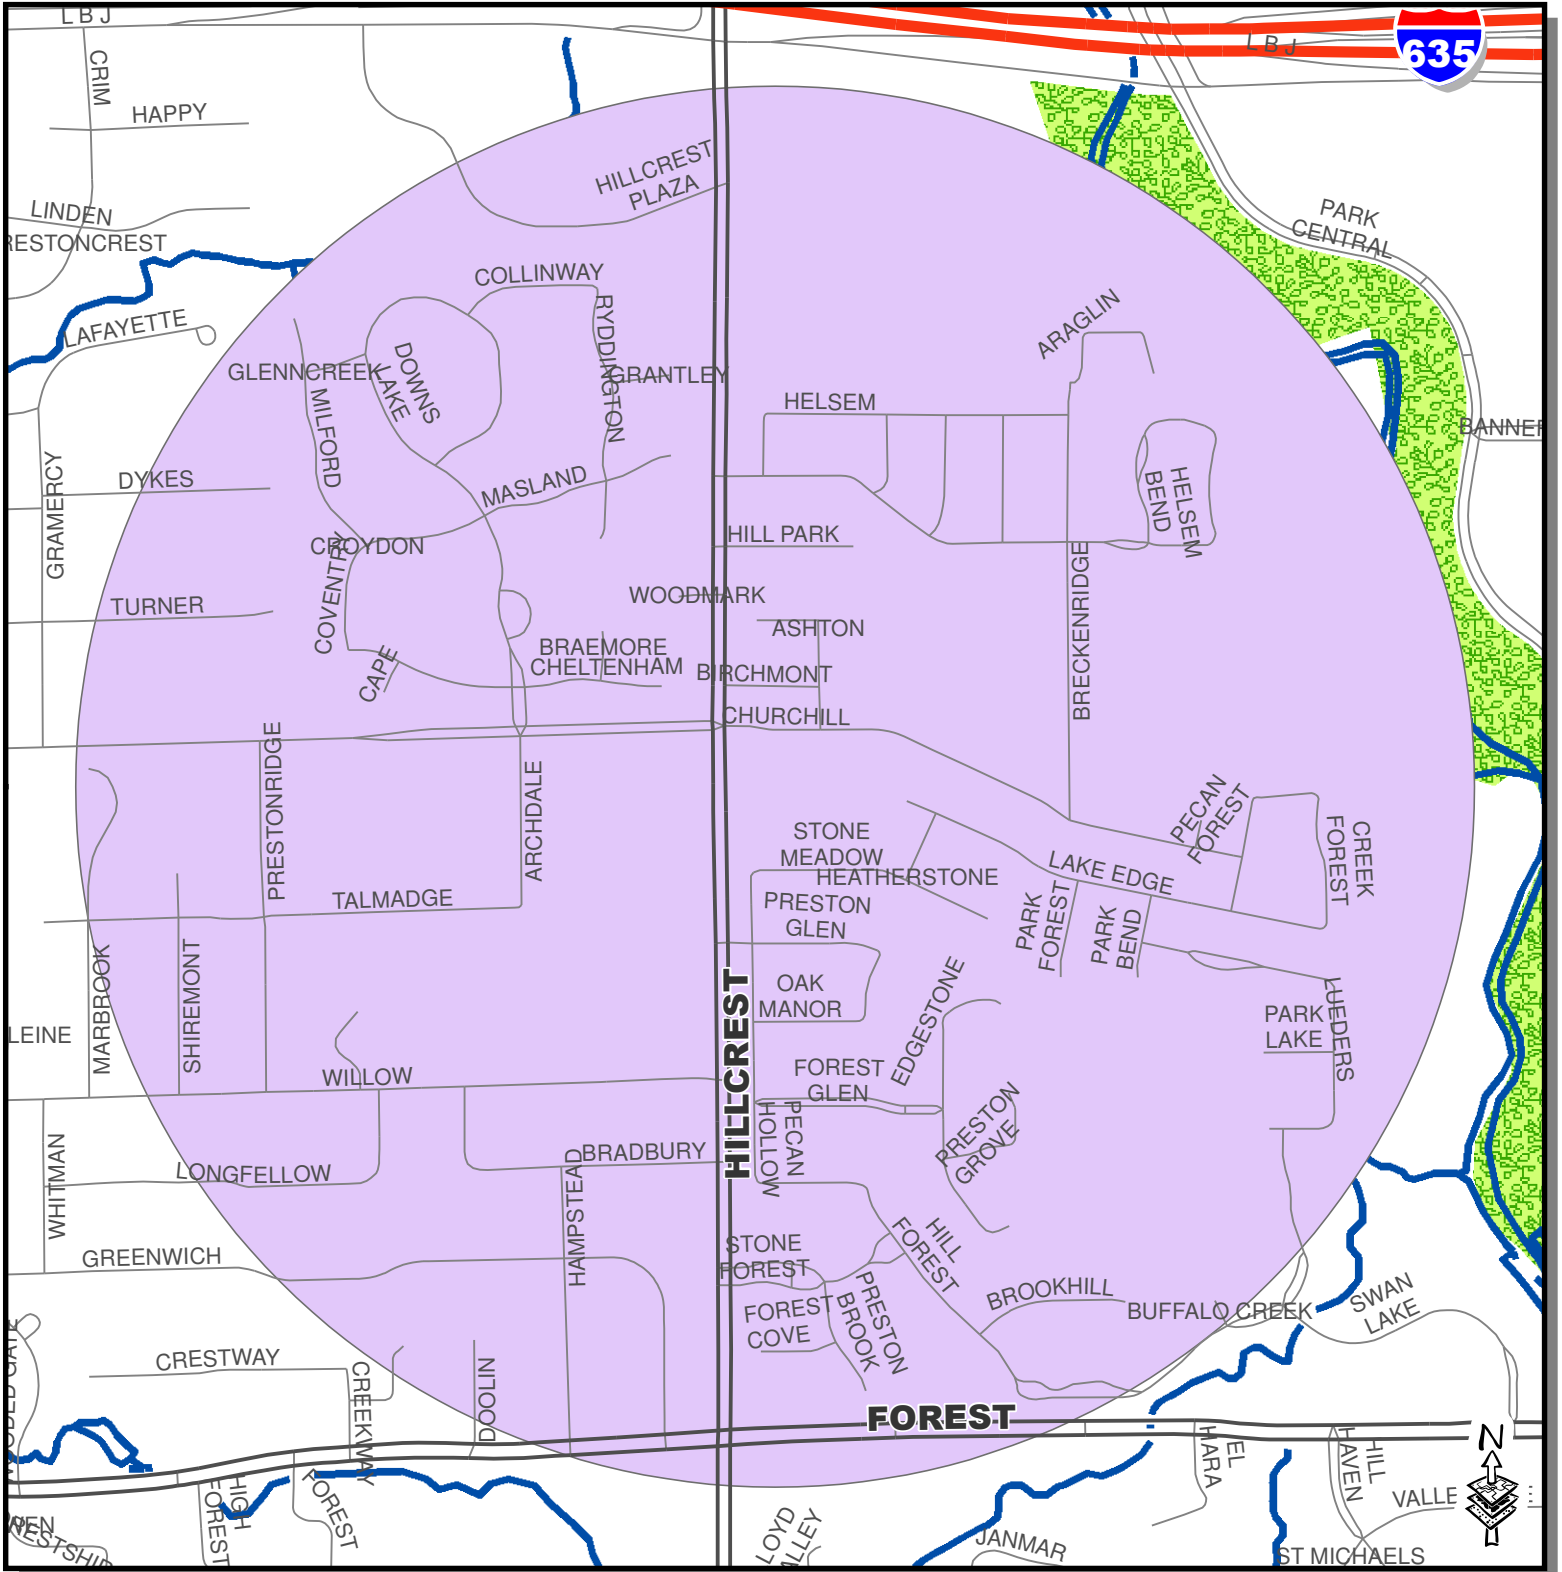 L B J
L B J
635
CRIM
HAPPY
HILLCREST
PLAZA
LINDEN
RESTONCREST
PARK
CENTRAL
COLLINWAY
RYDDINGTON
ARAGLIN
LAFAYETTE
GLENNCREEK
DOWNS
LAKE
GRANTLEY
MILFORD
HELSEM
BANNER
GRAMERCY
DYKES
MASLAND
HELSEM
BEND
CROYDON
COVENTRY
HILL PARK
BRECKENRIDGE
WOODMARK
TURNER
ASHTON
BRAEMORE
CHELTENHAM
BIRCHMONT
CAPE
CHURCHILL
PRESTONRIDGE
ARCHDALE
PECAN
FOREST
STONE
MEADOW
HEATHERSTONE
LAKE EDGE
CREEK
FOREST
TALMADGE
PRESTON
GLEN
PARK
FOREST
PARK
BEND
MARBROOK
SHIREMONT
OAK
MANOR
EDGESTONE
HILLCREST
LUEDERS
PARK
LAKE
LEINE
WILLOW
FOREST
GLEN
PECAN
HOLLOW
PRESTON
GROVE
WHITMAN
LONGFELLOW
BRADBURY
HAMPSTEAD
GREENWICH
STONE
FOREST
HILL
FOREST
FOREST
COVE
PRESTON
BROOK
BROOKHILL
BUFFALO CREEK
SWAN
LAKE
CRESTWAY
CREEKWAY
DOOLIN
FOREST
N
HIGH
FOREST
FOREST
EL
HARA
HILL
HAVEN
VALLE
LOYD
ALLEY
JANMAR
ST MICHAELS